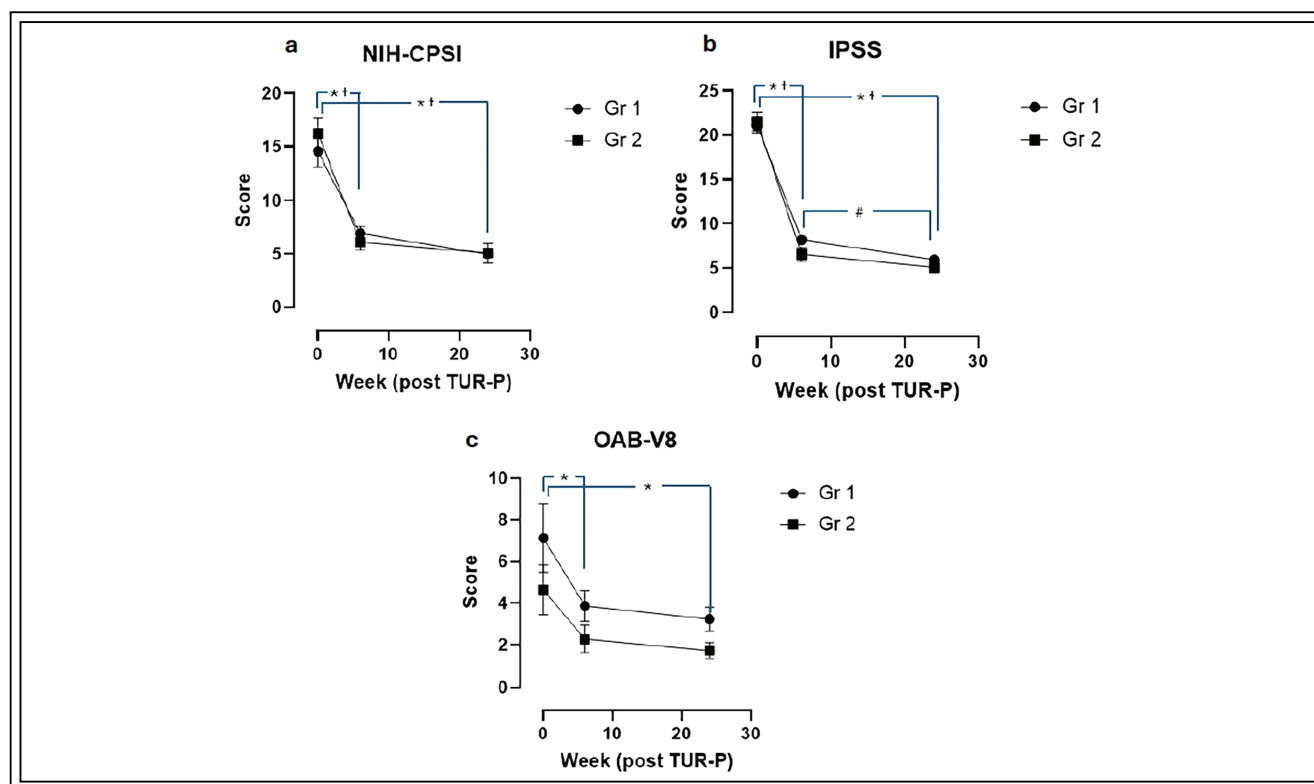 a
NIH-CPSI
20
15
10
5
0
Score
* †
* †
Gr 1
Gr 2
0 10 20 30
Week (post TUR-P)
b
IPSS
25
20
15
10
5
0
Score
* †
* †
#
Gr 1
Gr 2
0 10 20 30
Week (post TUR-P)
c
OAB-V8
10
8
6
4
2
0
Score
*
*
Gr 1
Gr 2
0 10 20 30
Week (post TUR-P)